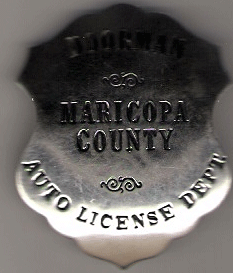 DOORMAN
MARICOPA
COUNTY
AUTO LICENSE DEPT